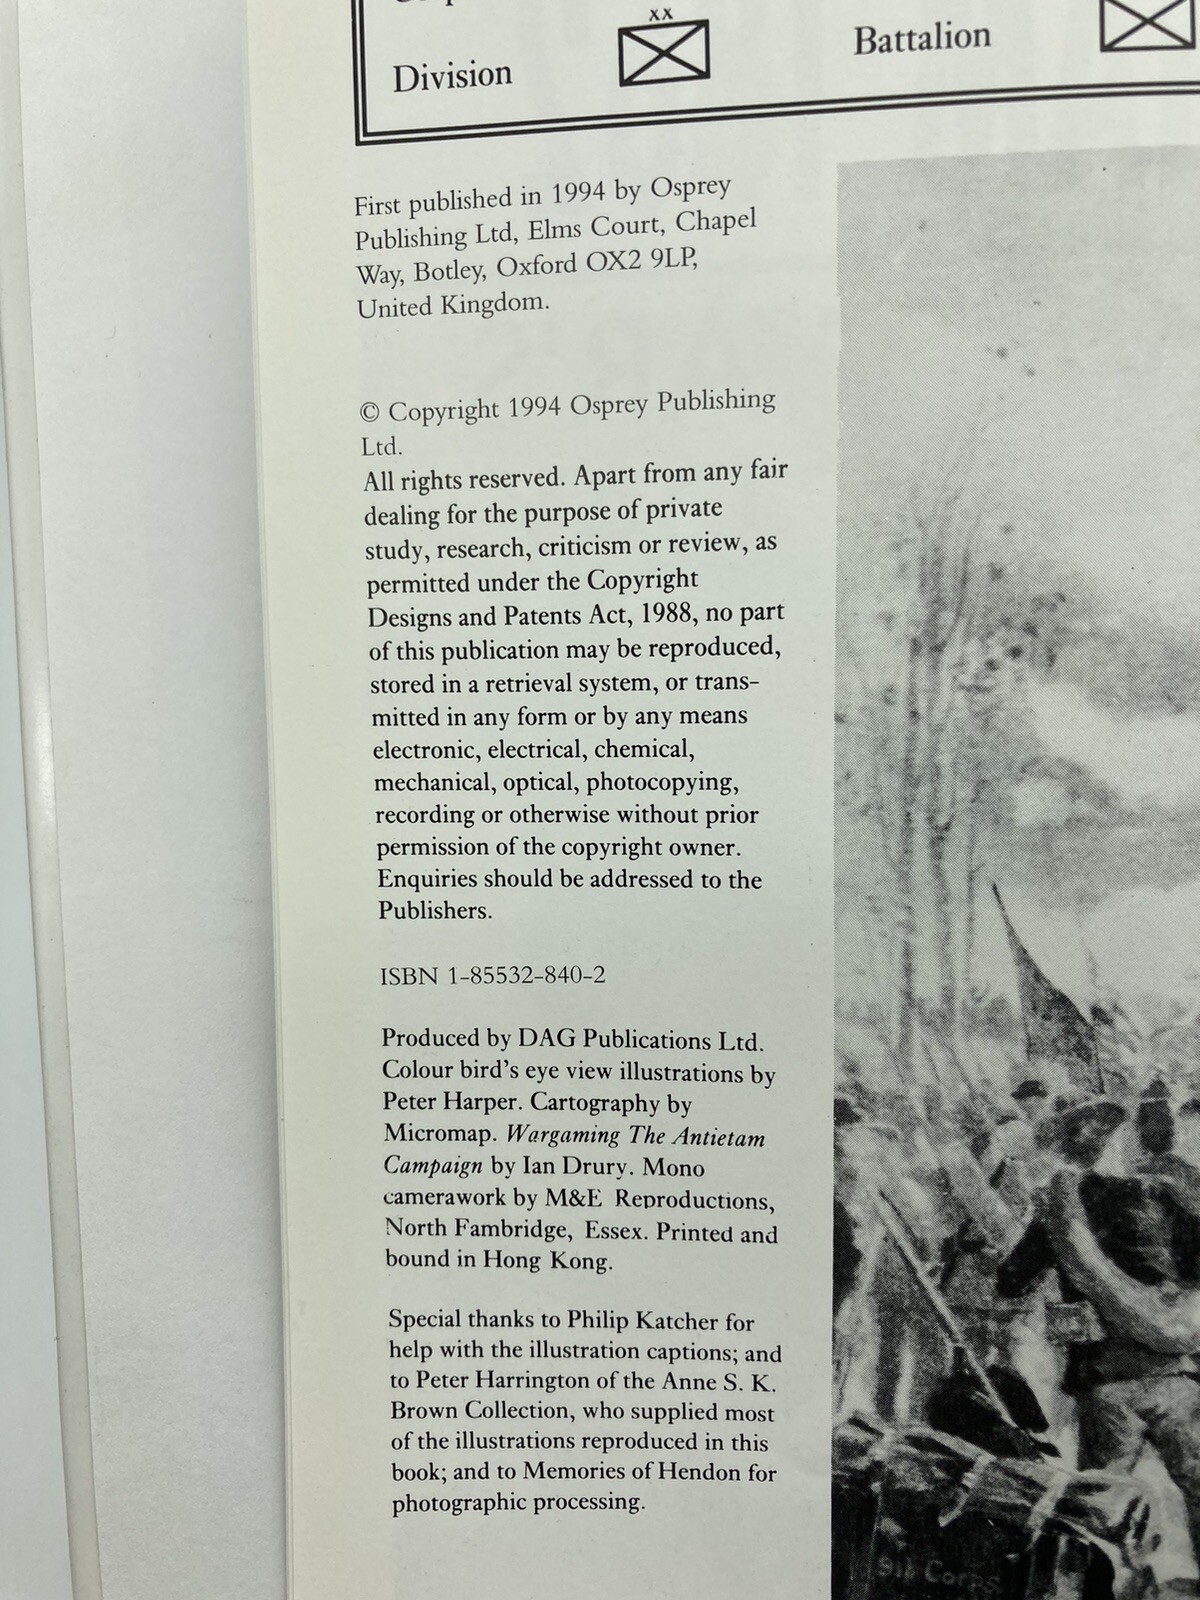 Division
xx
Battalion
First published in 1994 by Osprey
Publishing Ltd, Elms Court, Chapel
Way, Botley, Oxford OX2 9LP,
United Kingdom.
© Copyright 1994 Osprey Publishing
Ltd.
All rights reserved. Apart from any fair
dealing for the purpose of private
study, research, criticism or review, as
permitted under the Copyright
Designs and Patents Act, 1988, no part
of this publication may be reproduced,
stored in a retrieval system, or trans-
mitted in any form or by any means
electronic, electrical, chemical,
mechanical, optical, photocopying,
recording or otherwise without prior
permission of the copyright owner.
Enquiries should be addressed to the
Publishers.
ISBN 1-85532-840-2
Produced by DAG Publications Ltd.
Colour bird's eye view illustrations by
Peter Harper. Cartography by
Micromap. Wargaming The Antietam
Campaign by Ian Drury. Mono
camerawork by M&E Reproductions,
North Fambridge, Essex. Printed and
bound in Hong Kong.
Special thanks to Philip Katcher for
help with the illustration captions; and
to Peter Harrington of the Anne S. K.
Brown Collection, who supplied most
of the illustrations reproduced in this
book; and to Memories of Hendon for
photographic processing.
Corps